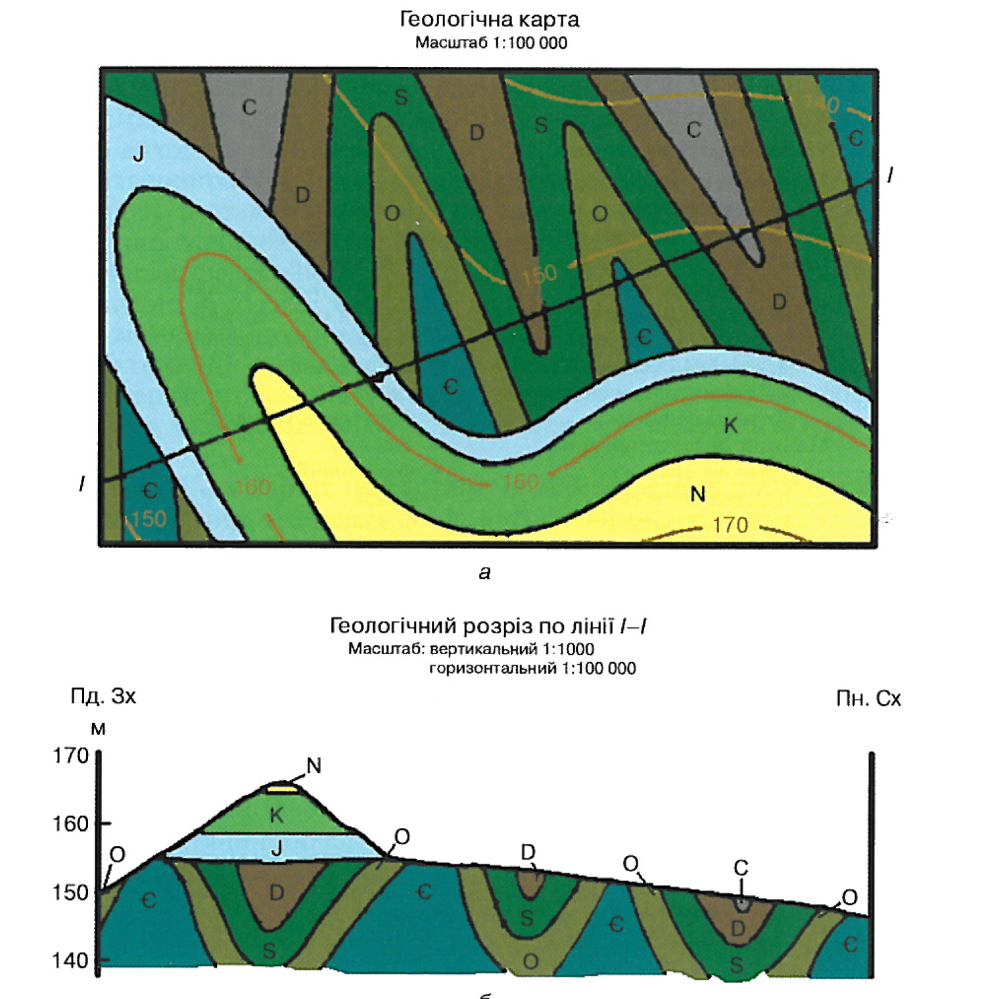 Геологічна карта
Масштаб 1:100 000
C
S
D
S
C
140
Є
J
D
O
O
I
150
D
Є
Є
K
I
Є
160
160
N
150
170
а
Геологічний розріз по лінії I–I
Масштаб: вертикальний 1:1000
горизонтальний 1:100 000
Пд. Зх
Пн. Сх
м
170
N
160
K
O
J
O
D
O
C
O
150
Є
D
Є
S
Є
D
Є
140
S
O
S